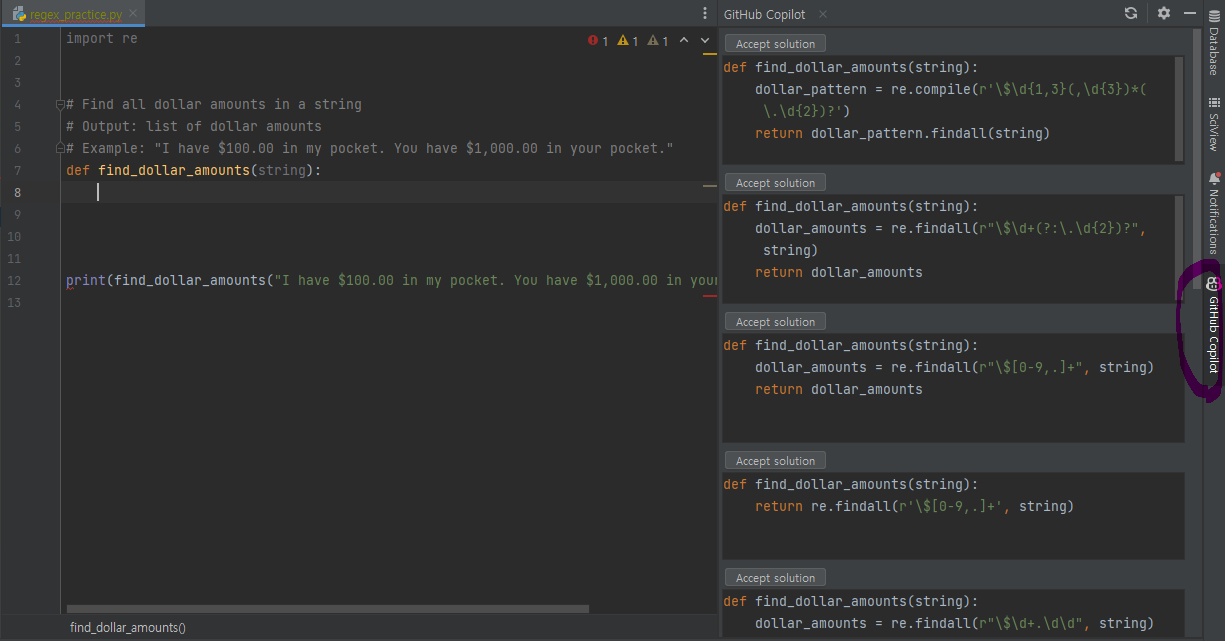 regex_practice.py
1 import re
2
3
4 # Find all dollar amounts in a string
5 # Output: list of dollar amounts
6 # Example: "I have $100.00 in my pocket. You have $1,000.00 in your pocket."
7 def find_dollar_amounts(string):
8
9
10
11
12 print(find_dollar_amounts("I have $100.00 in my pocket. You have $1,000.00 in your
13
1 1 1
find_dollar_amounts()
GitHub Copilot
Accept solution
def find_dollar_amounts(string):
dollar_pattern = re.compile(r'\$\d{1,3}(,\d{3})*(
\.\d{2})?')
return dollar_pattern.findall(string)
Accept solution
def find_dollar_amounts(string):
dollar_amounts = re.findall(r"\$\d+(?:\.\d{2})?",
string)
return dollar_amounts
Accept solution
def find_dollar_amounts(string):
dollar_amounts = re.findall(r"\$[0-9,.]+", string)
return dollar_amounts
Accept solution
def find_dollar_amounts(string):
return re.findall(r'\$[0-9,.]+', string)
Accept solution
def find_dollar_amounts(string):
dollar_amounts = re.findall(r"\$\d+.\d\d", string)
Database
SciView
Notifications
GitHub Copilot